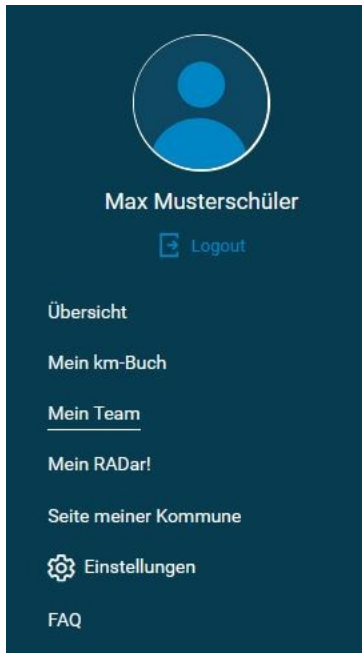 Max Musterschüler
Logout
Übersicht
Mein km-Buch
Mein Team
Mein RADar!
Seite meiner Kommune
Einstellungen
FAQ